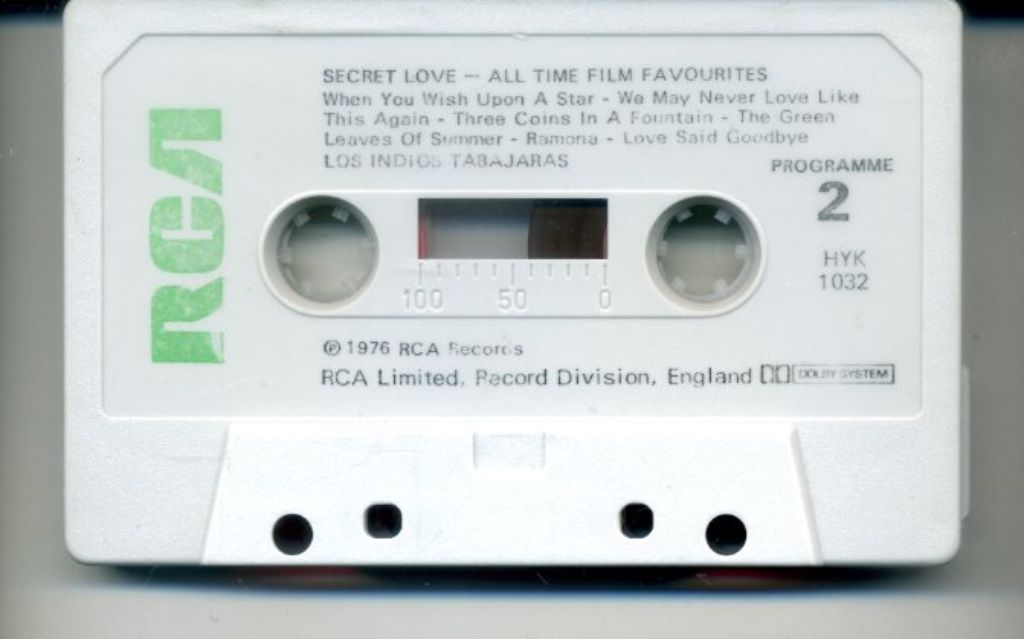 RCA
SECRET LOVE — ALL TIME FILM FAVOURITES
When You Wish Upon A Star - We May Never Love Like
This Again - Three Coins In A Fountain - The Green
Leaves Of Summer - Ramona - Love Said Goodbye
LOS INDIOS TABAJARAS
PROGRAMME
2
HYK
1032
100 50 0
℗ 1976 RCA Records
RCA Limited, Record Division, England DOLBY SYSTEM